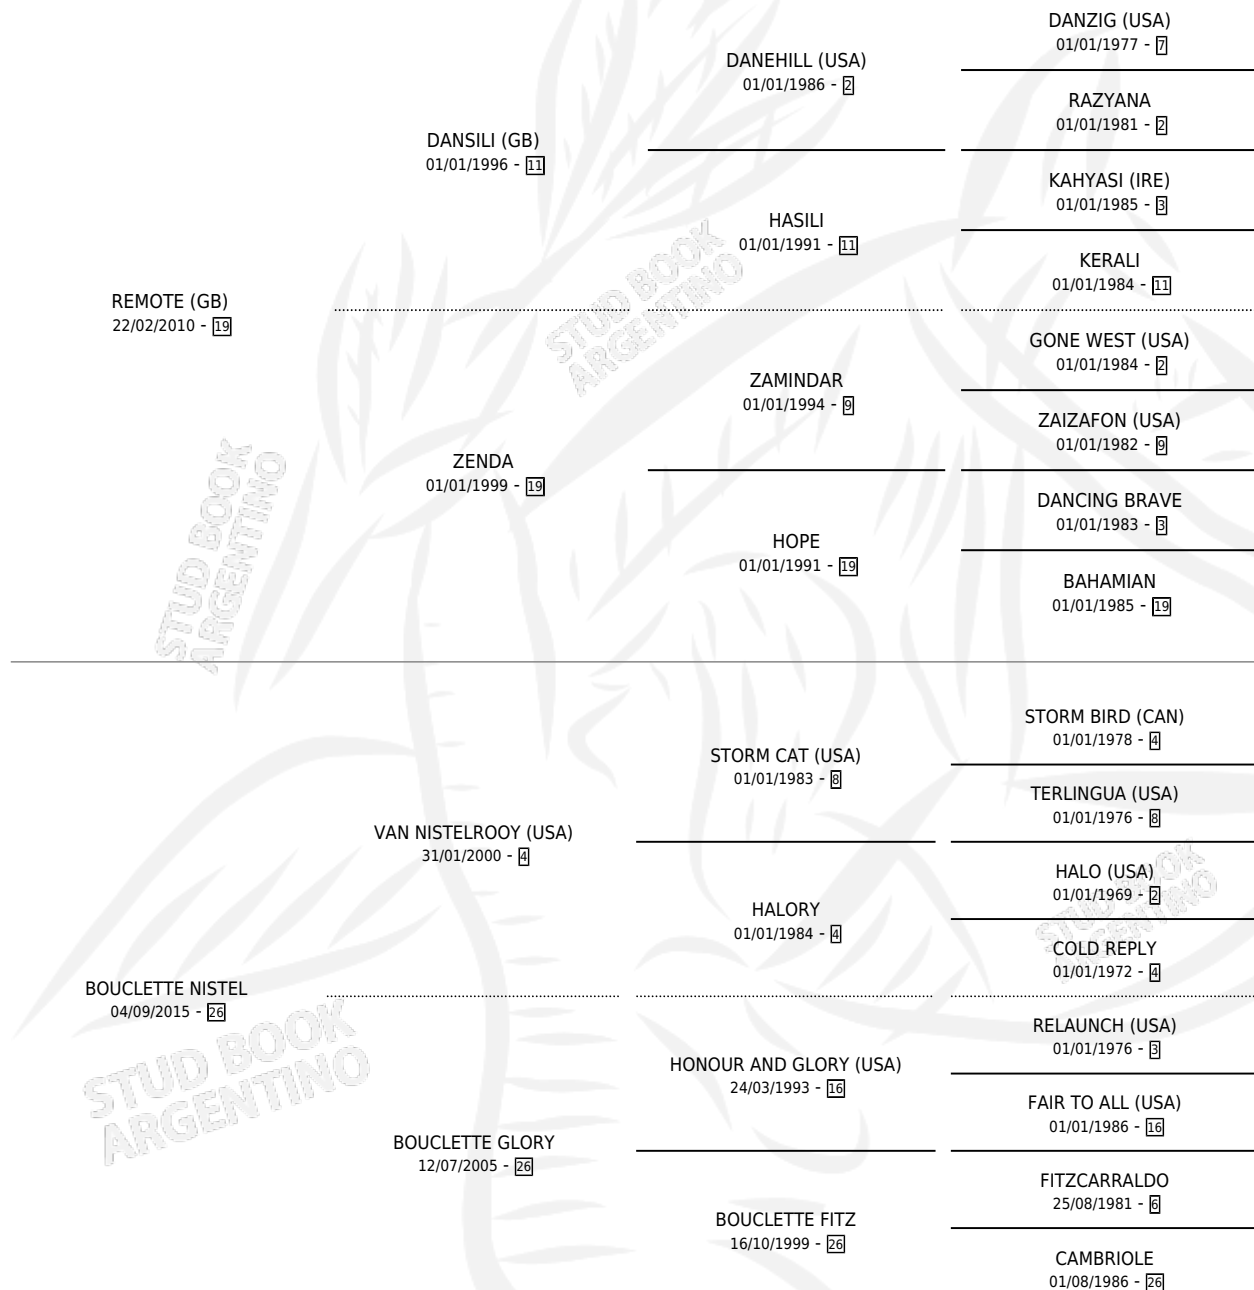 DANZIG (USA)
01/01/1977 - 7
DANEHILL (USA)
01/01/1986 - 2
RAZYANA
01/01/1981 - 2
DANSILI (GB)
01/01/1996 - 11
KAHYASI (IRE)
01/01/1985 - 3
HASILI
01/01/1991 - 11
KERALI
01/01/1984 - 11
REMOTE (GB)
22/02/2010 - 19
GONE WEST (USA)
01/01/1984 - 2
ZAMINDAR
01/01/1994 - 9
ZAIZAFON (USA)
01/01/1982 - 9
ZENDA
01/01/1999 - 19
DANCING BRAVE
01/01/1983 - 3
HOPE
01/01/1991 - 19
BAHAMIAN
01/01/1985 - 19
STORM BIRD (CAN)
01/01/1978 - 4
STORM CAT (USA)
01/01/1983 - 8
TERLINGUA (USA)
01/01/1976 - 8
VAN NISTELROOY (USA)
31/01/2000 - 4
HALO (USA)
01/01/1969 - 2
HALORY
01/01/1984 - 4
COLD REPLY
01/01/1972 - 4
BOUCLETTE NISTEL
04/09/2015 - 26
RELAUNCH (USA)
01/01/1976 - 3
HONOUR AND GLORY (USA)
24/03/1993 - 16
FAIR TO ALL (USA)
01/01/1986 - 16
BOUCLETTE GLORY
12/07/2005 - 26
FITZCARRALDO
25/08/1981 - 6
BOUCLETTE FITZ
16/10/1999 - 26
CAMBRIOLE
01/08/1986 - 26
STUD BOOK
ARGENTINO
STUD BOOK
ARGENTINO
STUD BOOK
ARGENTINO
STUD BOOK
ARGENTINO